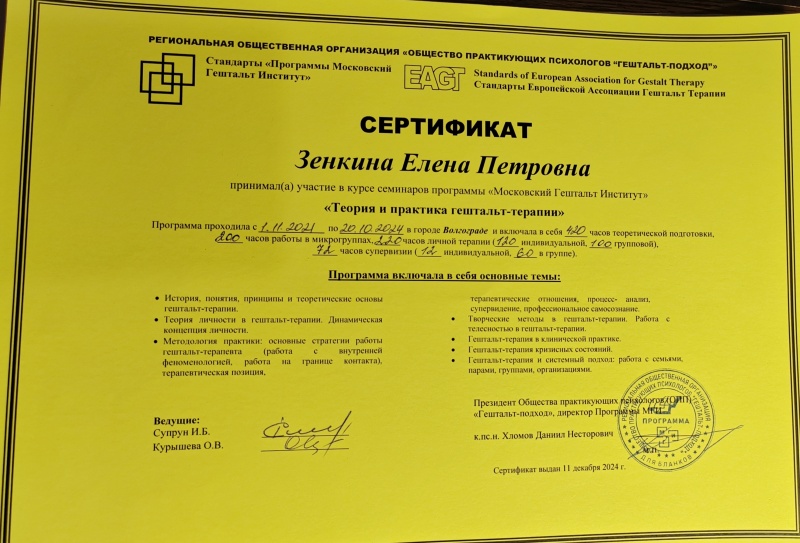 РЕГИОНАЛЬНАЯ ОБЩЕСТВЕННАЯ ОРГАНИЗАЦИЯ «ОБЩЕСТВО ПРАКТИКУЮЩИХ ПСИХОЛОГОВ "ГЕШТАЛЬТ-ПОДХОД"»
Стандарты «Программы Московский
Гештальт Институт»
EAGT
Standards of European Association for Gestalt Therapy
Стандарты Европейской Ассоциации Гештальт Терапии
СЕРТИФИКАТ
Зенкина Елена Петровна
принимал(а) участие в курсе семинаров программы «Московский Гештальт Институт»
«Теория и практика гештальт-терапии»
Программа проходила с 1.11.2021 по 20.10.2024 в городе Волгограде и включала в себя 420 часов теоретической подготовки,
200 часов работы в микрогруппах, 220 часов личной терапии (120 индивидуальной, 100 групповой),
72 часов супервизии (12 индивидуальной, 60 в группе).
Программа включала в себя основные темы:
• История, понятия, принципы и теоретические основы
гештальт-терапии.
• Теория личности в гештальт-терапии. Динамическая
концепция личности.
• Методология практики: основные стратегии работы
гештальт-терапевта (работа с внутренней
феноменологией, работа на границе контакта),
терапевтическая позиция,
терапевтические отношения, процесс- анализ,
супервидение, профессиональное самосознание.
• Творческие методы в гештальт-терапии. Работа с
телесностью в гештальт-терапии.
• Гештальт-терапия в клинической практике.
• Гештальт-терапия кризисных состояний.
• Гештальт-терапия и системный подход: работа с семьями,
парами, группами, организациями.
Ведущие:
Супрун И.Б.
Курышева О.В.
Президент Общества практикующих психологов (ОПП)
«Гештальт-подход», директор Программы МГИ
к.пс.н. Хломов Даниил Несторович
М.П.
ПРОГРАММА
ДЛЯ БЛАНКОВ
Сертификат выдан 11 декабря 2024 г.